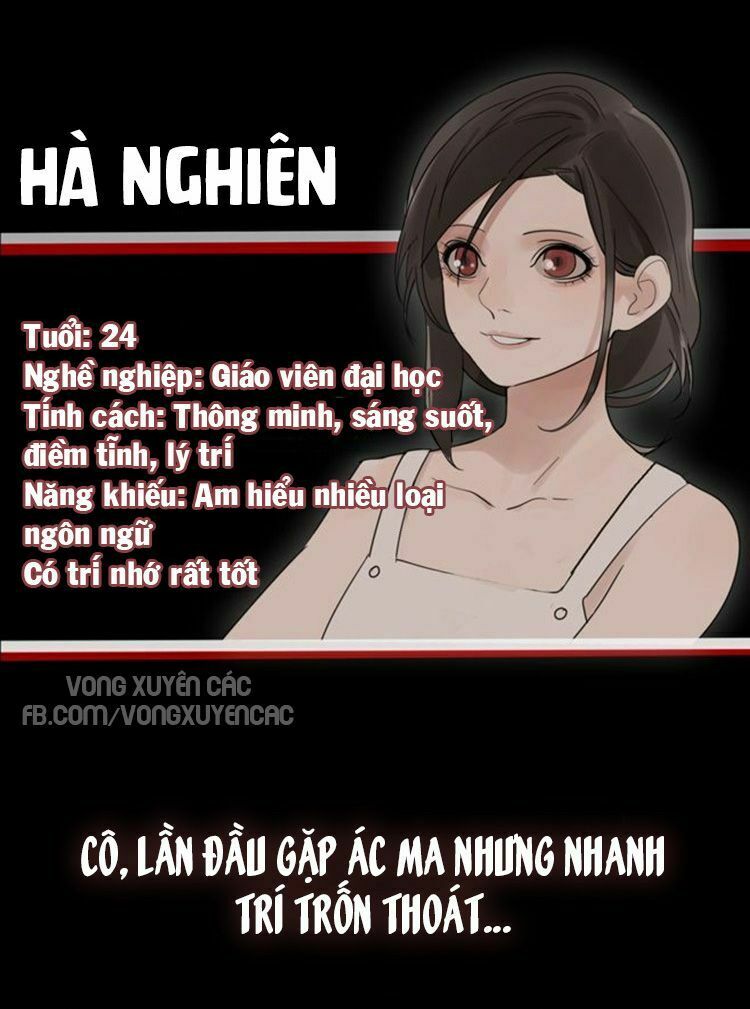 HÀ NGHIÊN
Tuổi: 24
Nghề nghiệp: Giáo viên đại học
Tính cách: Thông minh, sáng suốt,
điềm tĩnh, lý trí
Năng khiếu: Am hiểu nhiều loại
ngôn ngữ
Có trí nhớ rất tốt
VONG XUYÊN CÁC
FB.COM/VONGXUYENCAC
CÔ, LẦN ĐẦU GẶP ÁC MA NHƯNG NHANH
TRÍ TRỐN THOÁT...